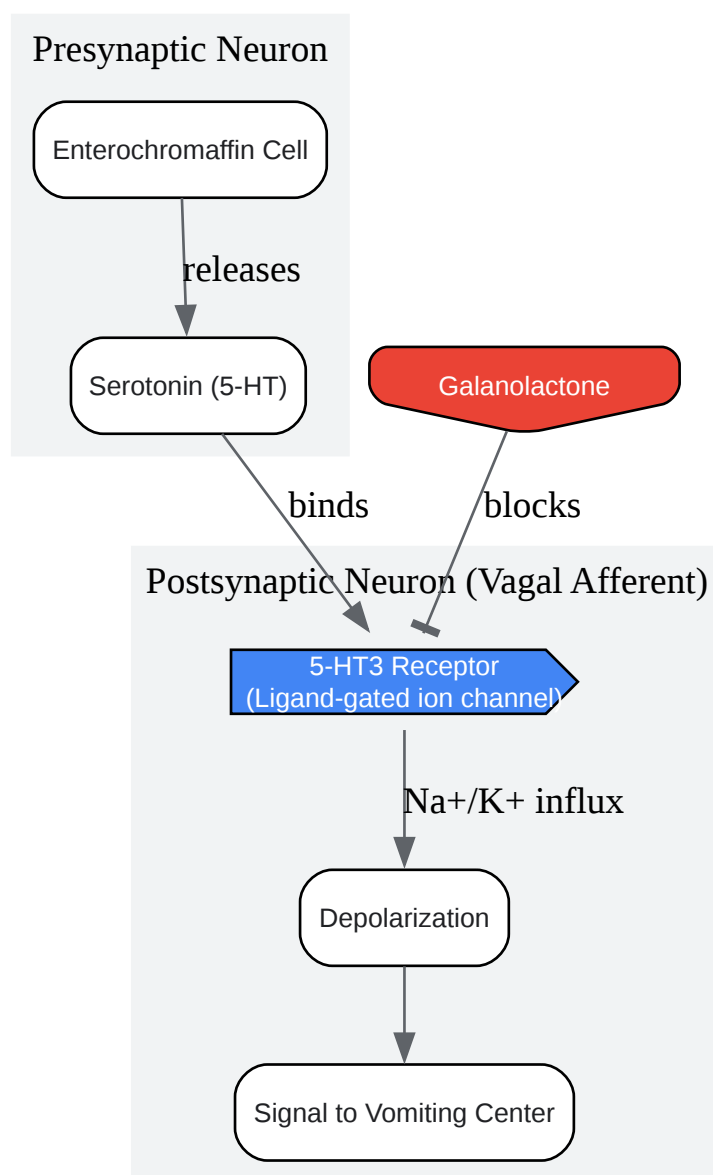 Presynaptic Neuron
Enterochromaffin Cell
releases
Serotonin (5-HT)
Galanolactone
binds
blocks
Postsynaptic Neuron (Vagal Afferent)
5-HT3 Receptor
(Ligand-gated ion channel)
Na+/K+ influx
Depolarization
Signal to Vomiting Center